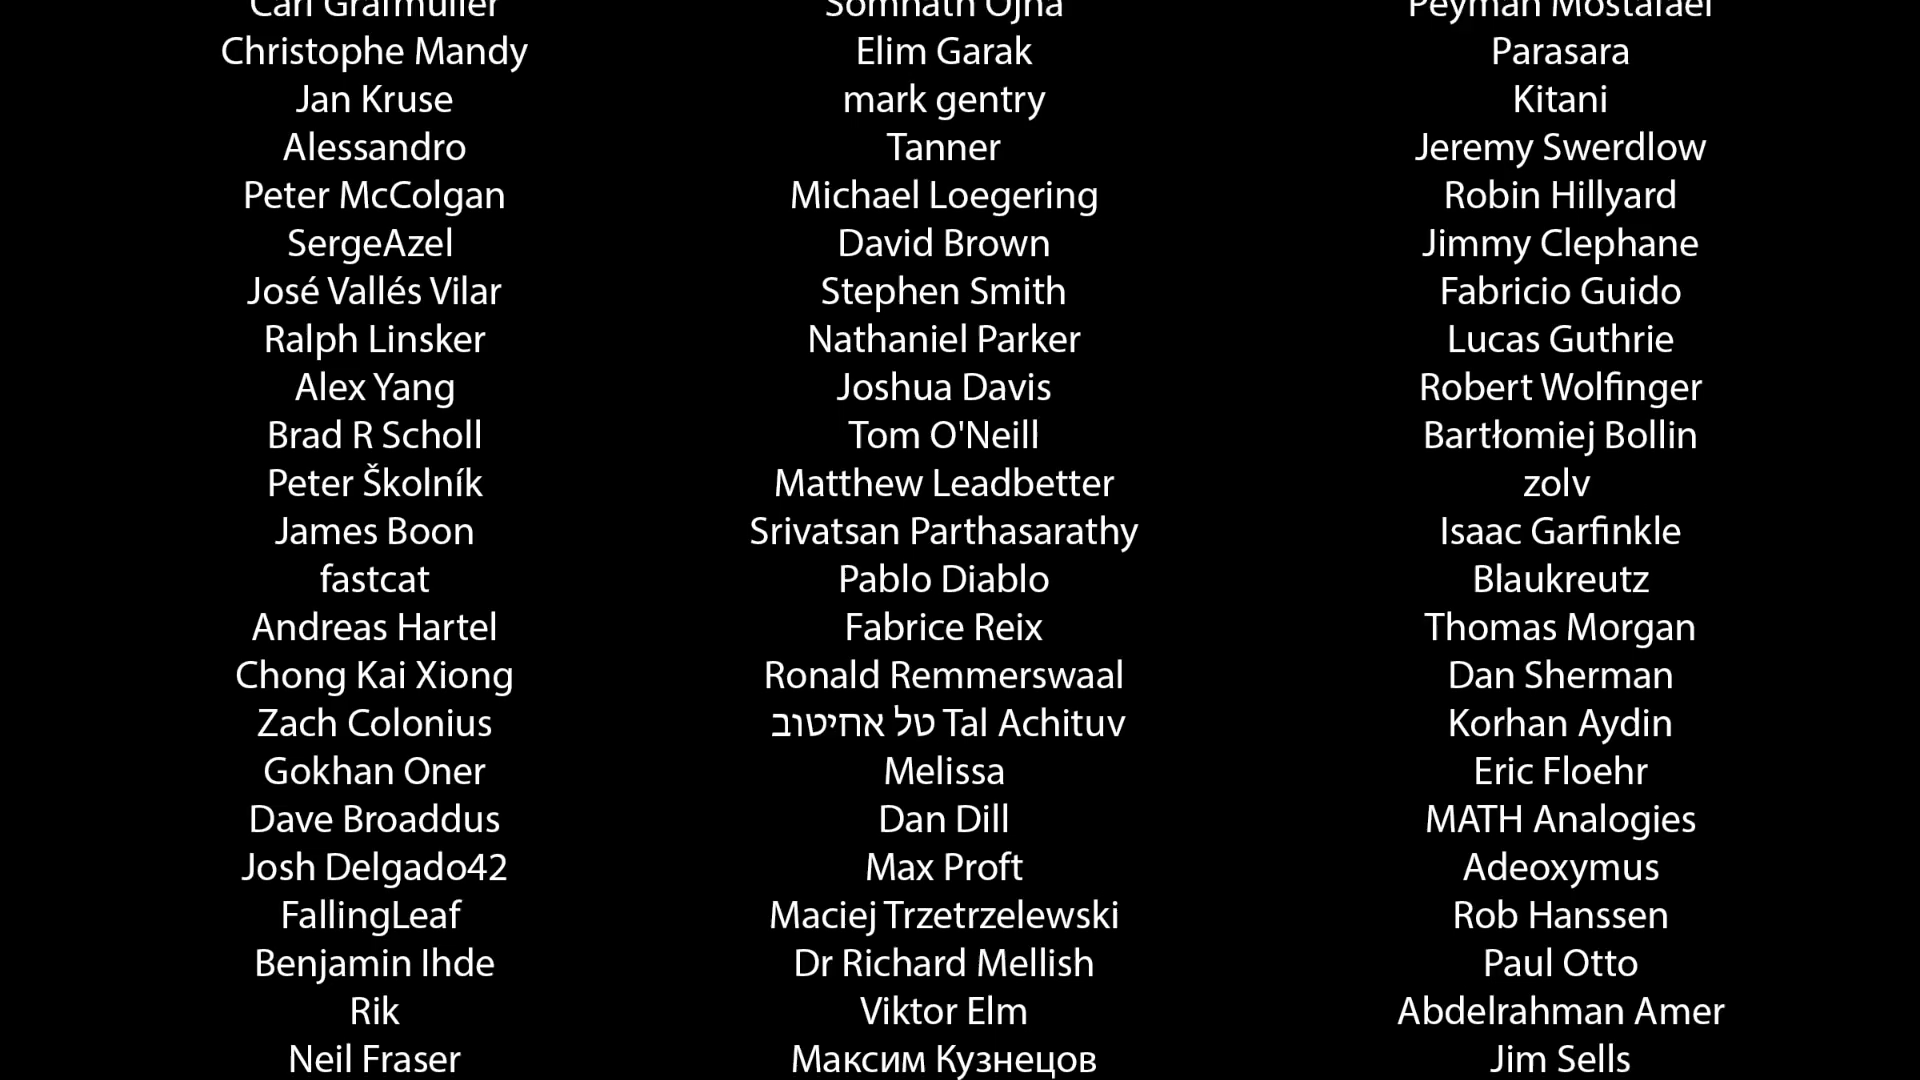 Carl
Christophe Mandy
Jan Kruse
Alessandro
Peter McColgan
SergeAzel
José Vallés Vilar
Ralph Linsker
Alex Yang
Brad R Scholl
Peter Školník
James Boon
fastcat
Andreas Hartel
Chong Kai Xiong
Zach Colonius
Gokhan Oner
Dave Broaddus
Josh Delgado42
FallingLeaf
Benjamin Ihde
Rik
Neil Fraser
Somnath Ojha
Elim Garak
mark gentry
Tanner
Michael Loegering
David Brown
Stephen Smith
Nathaniel Parker
Joshua Davis
Tom O'Neill
Matthew Leadbetter
Srivatsan Parthasarathy
Pablo Diablo
Fabrice Reix
Ronald Remmerswaal
טל אחיטוב Tal Achituv
Melissa
Dan Dill
Max Proft
Maciej Trzetrzelewski
Dr Richard Mellish
Viktor Elm
Максим Кузнецов
Peyman Mostafaei
Parasara
Kitani
Jeremy Swerdlow
Robin Hillyard
Jimmy Clephane
Fabricio Guido
Lucas Guthrie
Robert Wolfinger
Bartłomiej Bollin
zolv
Isaac Garfinkle
Blaukreutz
Thomas Morgan
Dan Sherman
Korhan Aydin
Eric Floehr
MATH Analogies
Adeoxymus
Rob Hanssen
Paul Otto
Abdelrahman Amer
Jim Sells